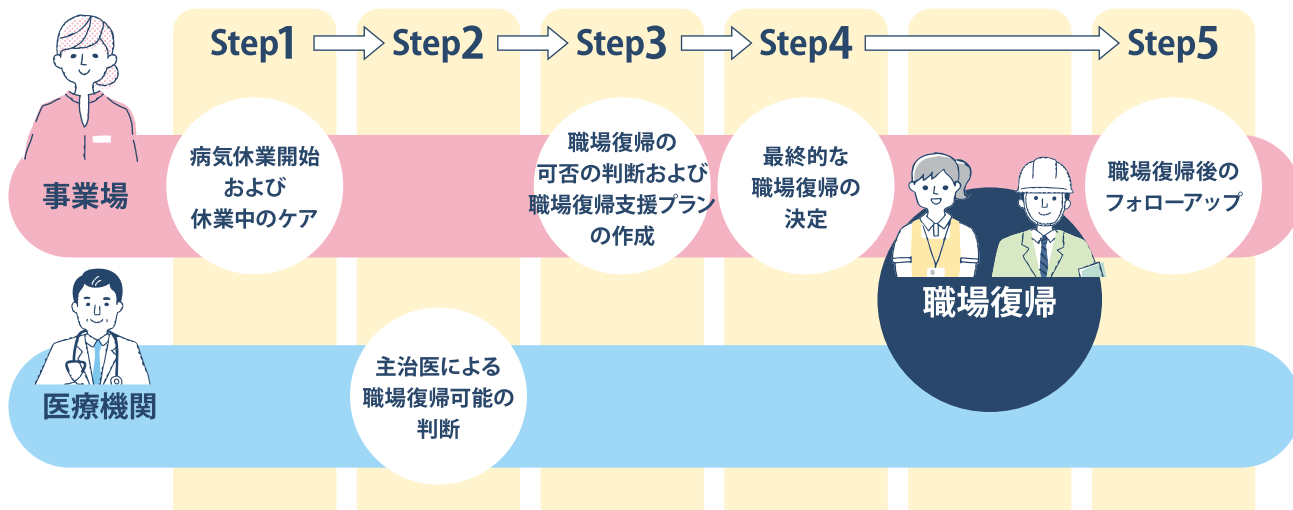 Step1
Step2
Step3
Step4
Step5
事業場
病気休業開始
および
休業中のケア
職場復帰の
可否の判断および
職場復帰支援プラン
の作成
最終的な
職場復帰の
決定
職場復帰
職場復帰後の
フォローアップ
医療機関
主治医による
職場復帰可能の
判断